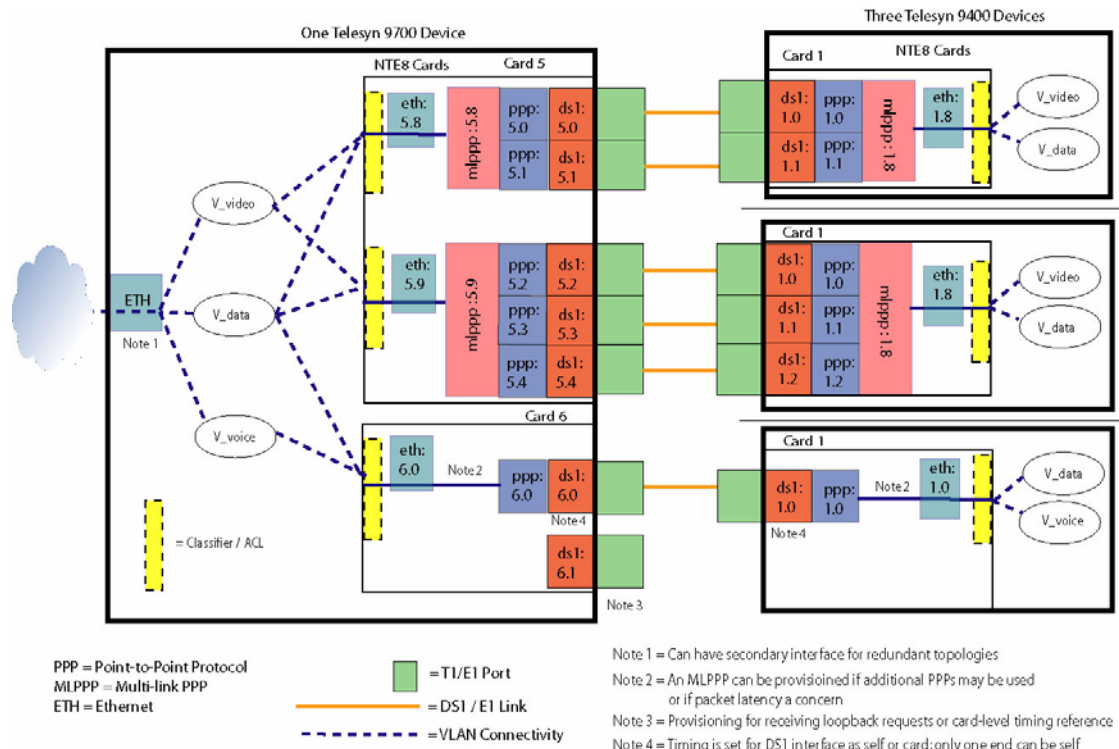 One Telesyn 9700 Device
Three Telesyn 9400 Devices
NTE8 Cards
Card 5
eth:
5.8
mlppp : 5.8
ppp:
5.0
ds1:
5.0
ppp:
5.1
ds1:
5.1
eth:
5.9
mlppp : 5.9
ppp:
5.2
ds1:
5.2
ppp:
5.3
ds1:
5.3
ppp:
5.4
ds1:
5.4
Card 6
eth:
6.0
Note 2
ppp:
6.0
ds1:
6.0
Note 4
ds1:
6.1
Note 3
ETH
Note 1
V_video
V_data
V_voice
= Classifier / ACL
Card 1
NTE8 Cards
ds1:
1.0
ppp:
1.0
ds1:
1.1
ppp:
1.1
mlppp : 1.8
eth:
1.8
V_video
V_data
Card 1
ds1:
1.0
ppp:
1.0
ds1:
1.1
ppp:
1.1
ds1:
1.2
ppp:
1.2
mlppp : 1.8
eth:
1.8
V_video
V_data
Card 1
ds1:
1.0
ppp:
1.0
Note 4
Note 2
eth:
1.0
V_data
V_voice
PPP = Point-to-Point Protocol
MLPPP = Multi-link PPP
ETH = Ethernet
= T1/E1 Port
= DS1 / E1 Link
= VLAN Connectivity
Note 1 = Can have secondary interface for redundant topologies
Note 2 = An MLPPP can be provisioined if additional PPPs may be used
or if packet latency a concern
Note 3 = Provisioning for receiving loopback requests or card-level timing reference
Note 4 = Timing is set for DS1 interface as self or card; only one end can be self